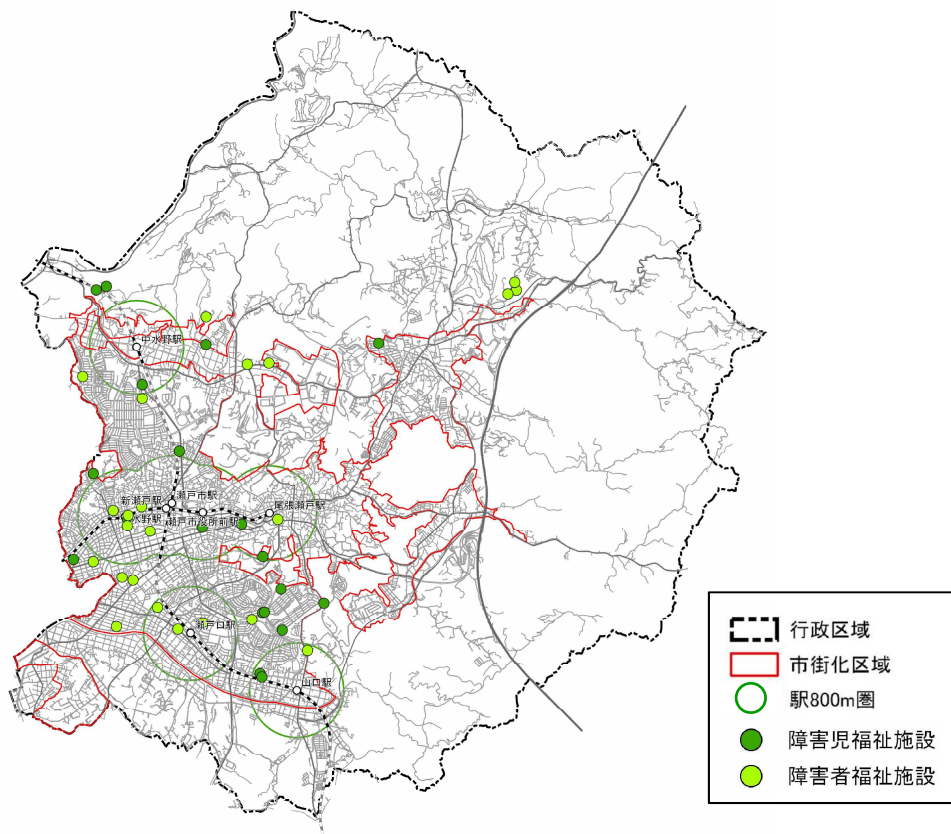 中水野駅
新瀬戸駅
瀬戸市駅
尾張瀬戸駅
水野駅
瀬戸市役所前駅
瀬戸口駅
山口駅
行政区域
市街化区域
駅800m圏
障害児福祉施設
障害者福祉施設